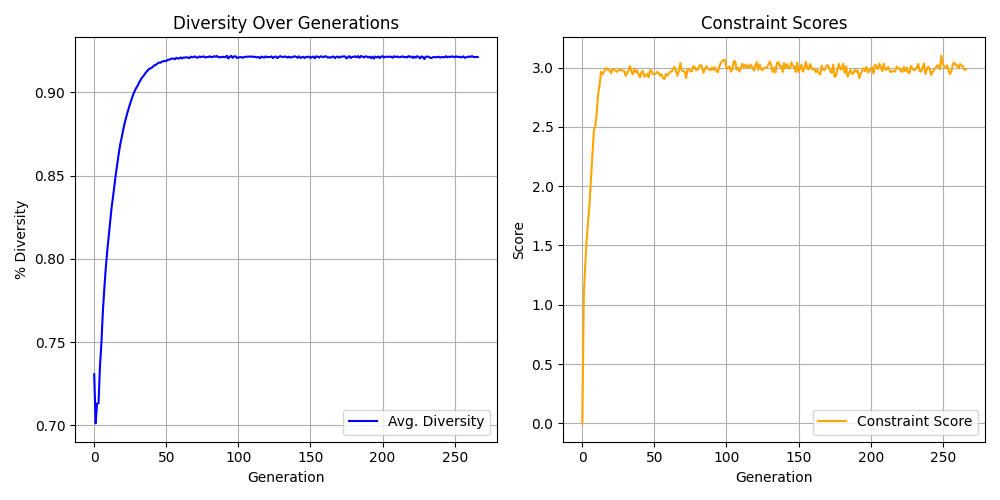 Diversity Over Generations
% Diversity
0.90
0.85
0.80
0.75
0.70
0 50 100 150 200 250
Generation
Avg. Diversity
Constraint Scores
Score
3.0
2.5
2.0
1.5
1.0
0.5
0.0
0 50 100 150 200 250
Generation
Constraint Score